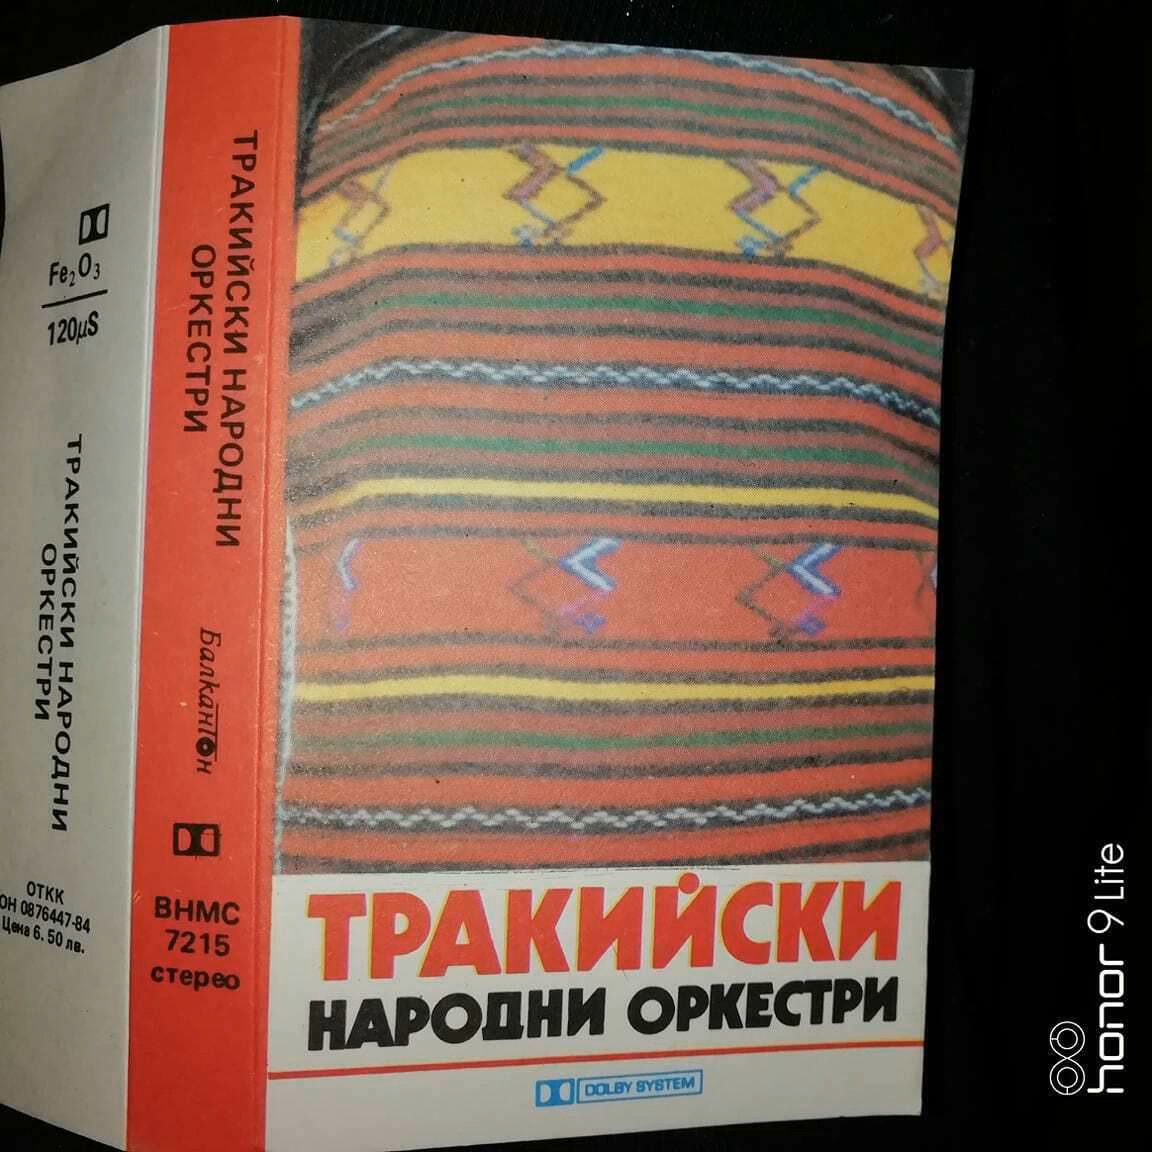 Fe₂O₃
120µS
ТРАКИЙСКИ НАРОДНИ
ОРКЕСТРИ
ОТКК
ОН 0876447-84
Цена 6.50 лв.
ТРАКИЙСКИ НАРОДНИ
ОРКЕСТРИ
Балкантон
ВНМС
7215
стерео
ТРАКИЙСКИ
НАРОДНИ ОРКЕСТРИ
DOLBY SYSTEM
honor 9 Lite